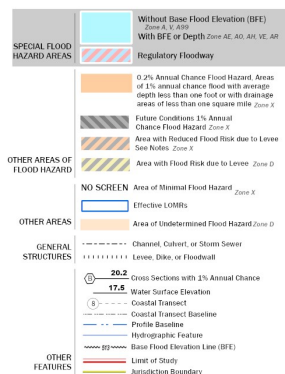 Without Base Flood Elevation (BFE)
Zone A, V, A99
With BFE or Depth Zone AE, AO, AH, VE, AR
SPECIAL FLOOD
HAZARD AREAS
Regulatory Floodway
0.2% Annual Chance Flood Hazard, Areas
of 1% annual chance flood with average
depth less than one foot or with drainage
areas of less than one square mile Zone X
Future Conditions 1% Annual
Chance Flood Hazard Zone X
Area with Reduced Flood Risk due to Levee
See Notes Zone X
OTHER AREAS OF
FLOOD HAZARD
Area with Flood Risk due to Levee Zone D
NO SCREEN Area of Minimal Flood Hazard Zone X
Effective LOMRs
OTHER AREAS
Area of Undetermined Flood Hazard Zone D
GENERAL
STRUCTURES
Channel, Culvert, or Storm Sewer
Levee, Dike, or Floodwall
B 20.2 Cross Sections with 1% Annual Chance
17.5 Water Surface Elevation
8 Coastal Transect
Coastal Transect Baseline
Profile Baseline
Hydrographic Feature
513 Base Flood Elevation Line (BFE)
OTHER
FEATURES
Limit of Study
Jurisdiction Boundary